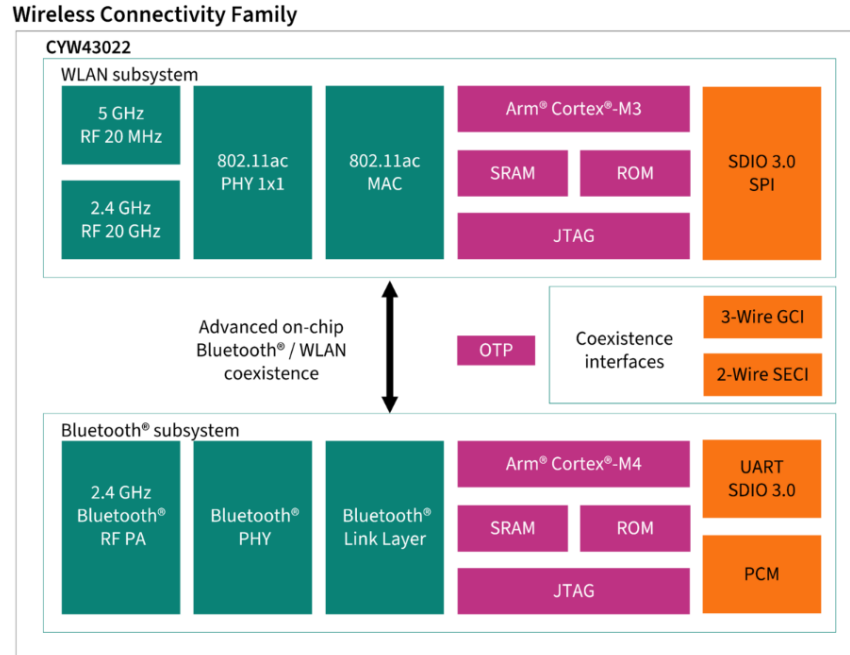 Wireless Connectivity Family
CYW43022
WLAN subsystem
5 GHz
RF 20 MHz
2.4 GHz
RF 20 GHz
802.11ac
PHY 1x1
802.11ac
MAC
Arm® Cortex®-M3
SRAM
ROM
JTAG
SDIO 3.0
SPI
Advanced on-chip
Bluetooth® / WLAN
coexistence
OTP
Coexistence
interfaces
3-Wire GCI
2-Wire SECI
Bluetooth® subsystem
2.4 GHz
Bluetooth®
RF PA
Bluetooth®
PHY
Bluetooth®
Link Layer
Arm® Cortex®-M4
SRAM
ROM
JTAG
UART
SDIO 3.0
PCM